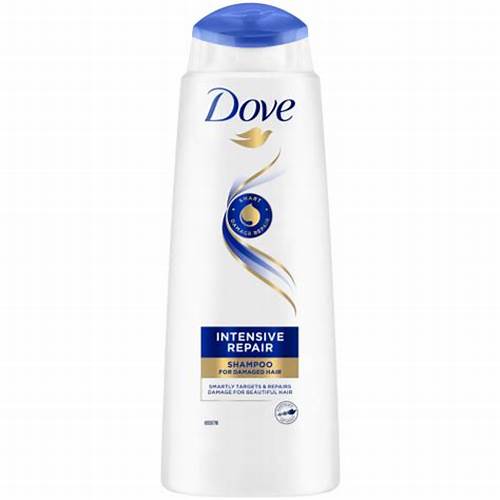 Dove
SMART
DAMAGE REPAIR
INTENSIVE
REPAIR
SHAMPOO
FOR DAMAGED HAIR
SMARTLY TARGETS & REPAIRS
DAMAGE FOR BEAUTIFUL HAIR